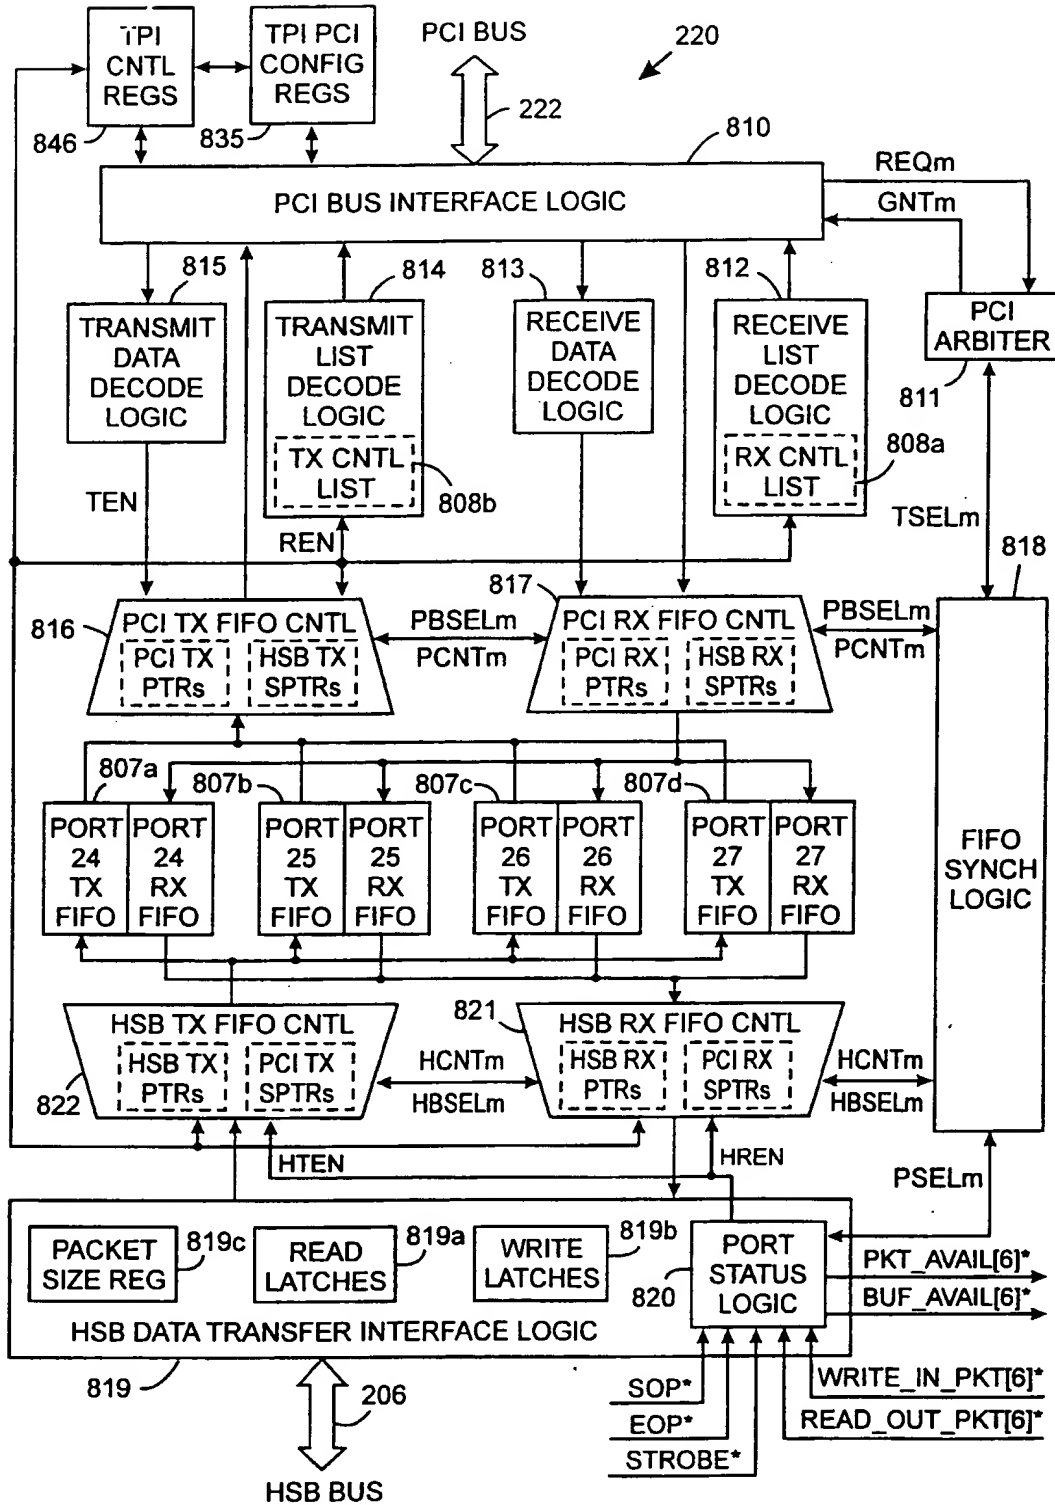 TPI
CNTL
REGS
TPI PCI
CONFIG
REGS
PCI BUS
220
846
835
222
810
PCI BUS INTERFACE LOGIC
REQm
GNTm
815
814
813
812
TRANSMIT
DATA
DECODE
LOGIC
TRANSMIT
LIST
DECODE
LOGIC
TX CNTL
LIST
RECEIVE
DATA
DECODE
LOGIC
RECEIVE
LIST
DECODE
LOGIC
RX CNTL
LIST
PCI
ARBITER
811
808b
808a
TEN
REN
TSELm
818
816
817
PCI TX FIFO CNTL
PCI TX
PTRs
HSB TX
SPTRs
PBSELm
PCNTm
PCI RX FIFO CNTL
PCI RX
PTRs
HSB RX
SPTRs
PBSELm
PCNTm
807a
807b
807c
807d
PORT
24
TX
FIFO
PORT
24
RX
FIFO
PORT
25
TX
FIFO
PORT
25
RX
FIFO
PORT
26
TX
FIFO
PORT
26
RX
FIFO
PORT
27
TX
FIFO
PORT
27
RX
FIFO
FIFO
SYNCH
LOGIC
821
HSB TX FIFO CNTL
HSB TX
PTRs
PCI TX
SPTRs
822
HCNTm
HBSELm
HSB RX FIFO CNTL
HSB RX
PTRs
PCI RX
SPTRs
HCNTm
HBSELm
HTEN
HREN
PSELm
PACKET
SIZE REG
819c
READ
LATCHES
819a
WRITE
LATCHES
819b
820
PORT
STATUS
LOGIC
PKT_AVAIL[6]*
BUF_AVAIL[6]*
HSB DATA TRANSFER INTERFACE LOGIC
819
206
HSB BUS
SOP*
EOP*
STROBE*
WRITE_IN_PKT[6]*
READ_OUT_PKT[6]*